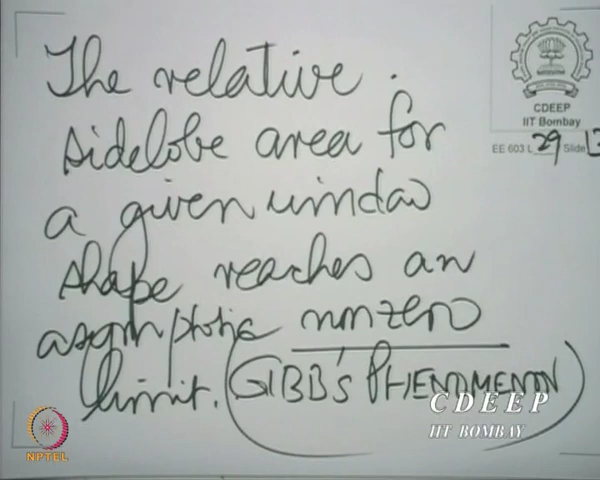 The relative
sidelobe area for
a given window
shape reaches an
asymptotic nonzero
limit. (GIBB'S PHENOMENON)
CDEEP
IIT Bombay
EE 603 L 29 Slide
CDEEP
IIT BOMBAY
NPTEL